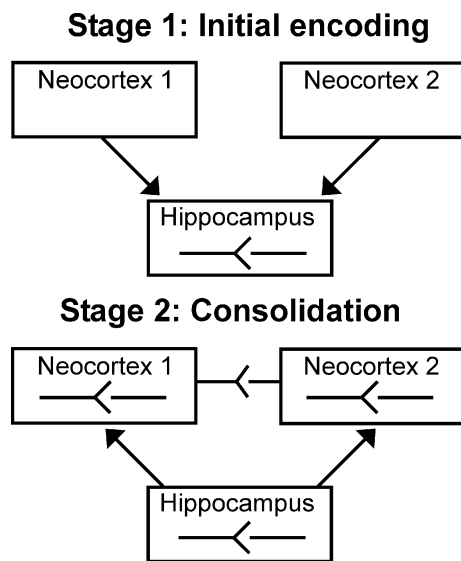 Stage 1: Initial encoding
Neocortex 1
Neocortex 2
Hippocampus
Stage 2: Consolidation
Neocortex 1
Neocortex 2
Hippocampus